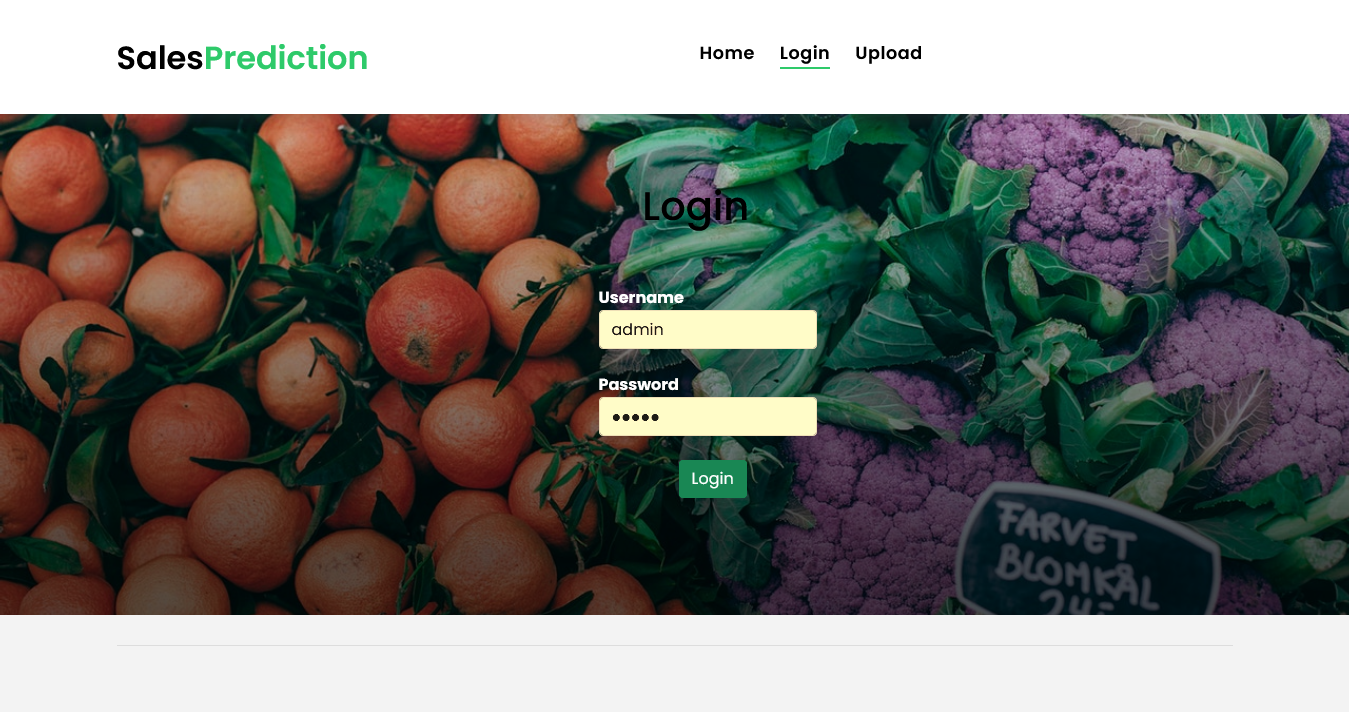 SalesPrediction
Home Login Upload
Login
Username
admin
Password
•••••
Login
FARVET
BLOMKÅL